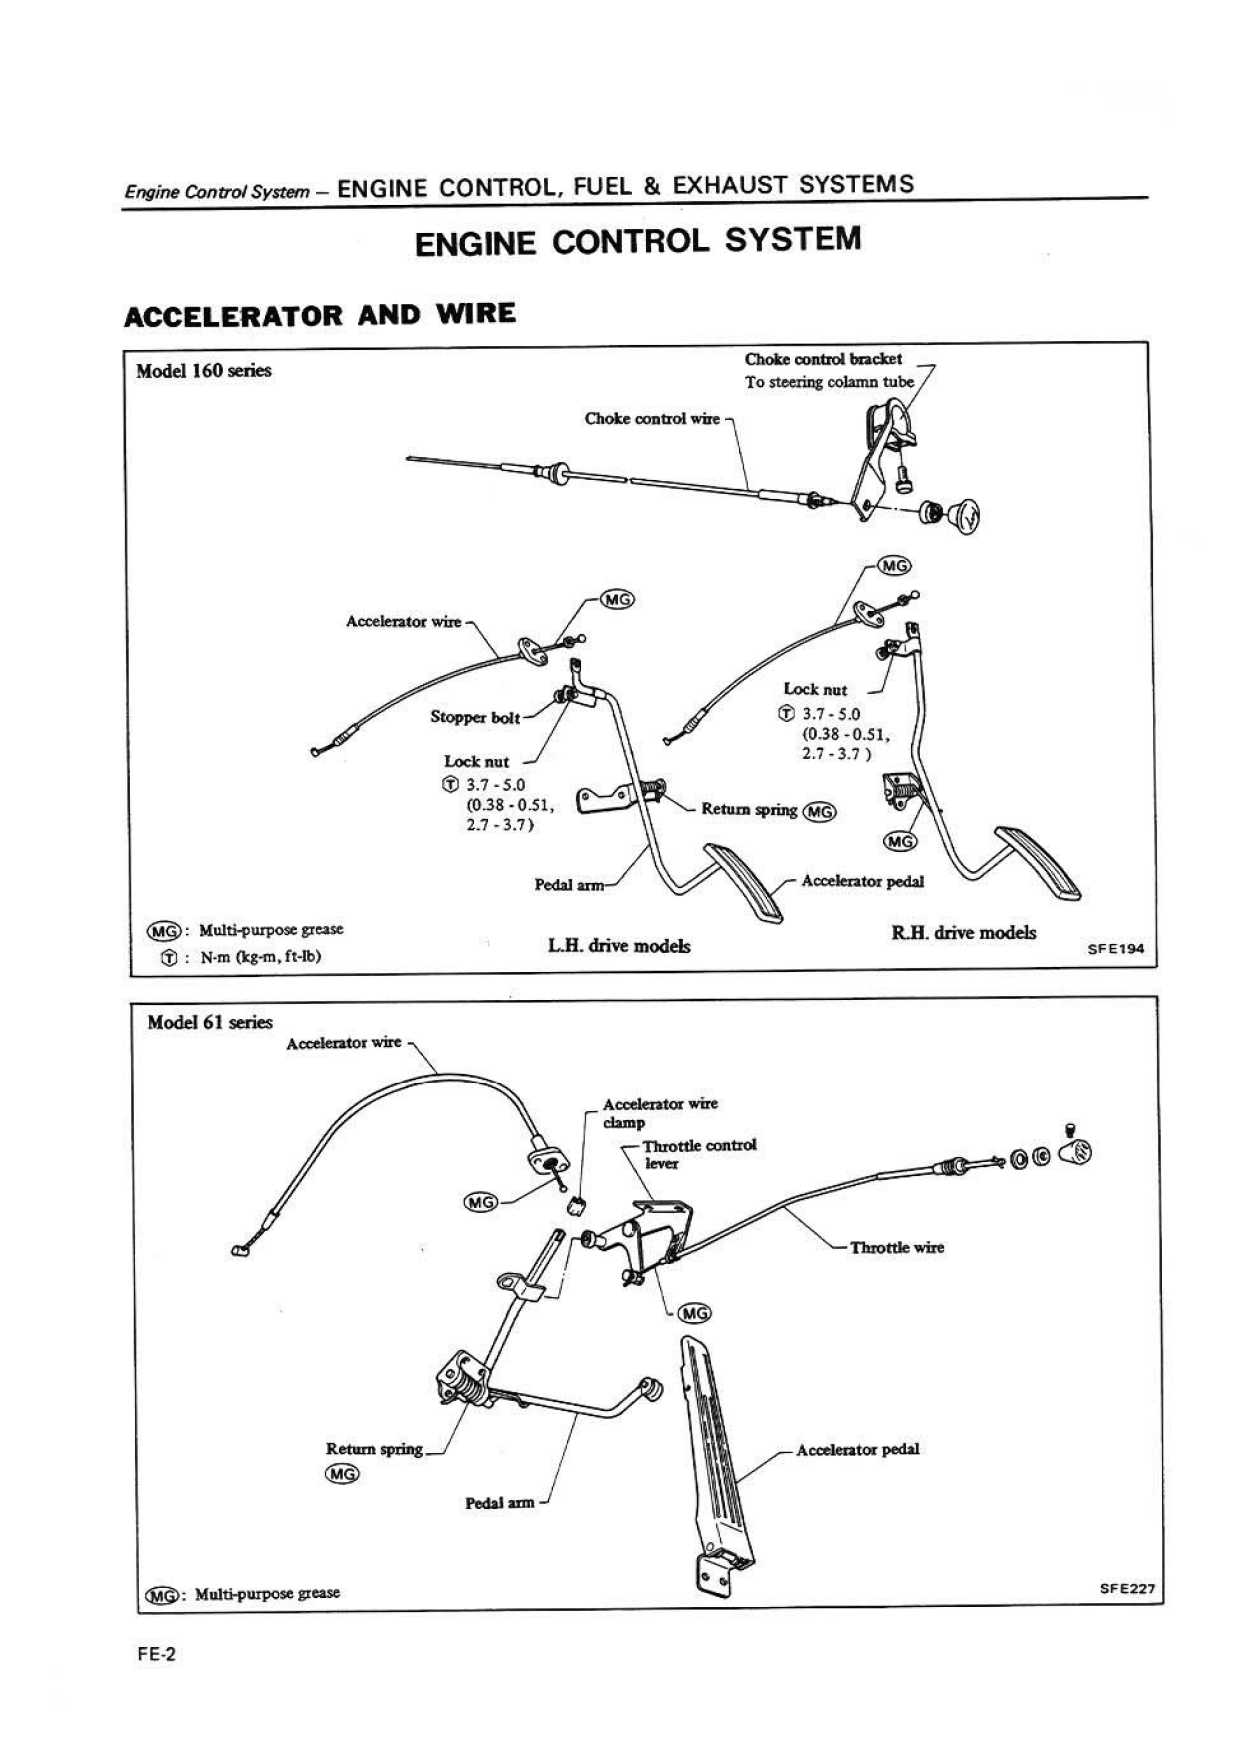 Engine Control System – ENGINE CONTROL, FUEL & EXHAUST SYSTEMS
ENGINE CONTROL SYSTEM
ACCELERATOR AND WIRE
Model 160 series
Choke control bracket
To steering colamn tube
Choke control wire
MG
MG
Accelerator wire
Stopper bolt
Lock nut
Ⓣ 3.7 - 5.0
(0.38 - 0.51,
2.7 - 3.7)
Lock nut
Ⓣ 3.7 - 5.0
(0.38 - 0.51,
2.7 - 3.7 )
Return spring MG
MG
Pedal arm
Accelerator pedal
MG : Multi-purpose grease
Ⓣ : N·m (kg-m, ft-lb)
L.H. drive models
R.H. drive models
SFE194
Model 61 series
Accelerator wire
Accelerator wire
clamp
Throttle control
lever
MG
Throttle wire
MG
Return spring
MG
Accelerator pedal
Pedal arm
MG : Multi-purpose grease
SFE227
FE-2